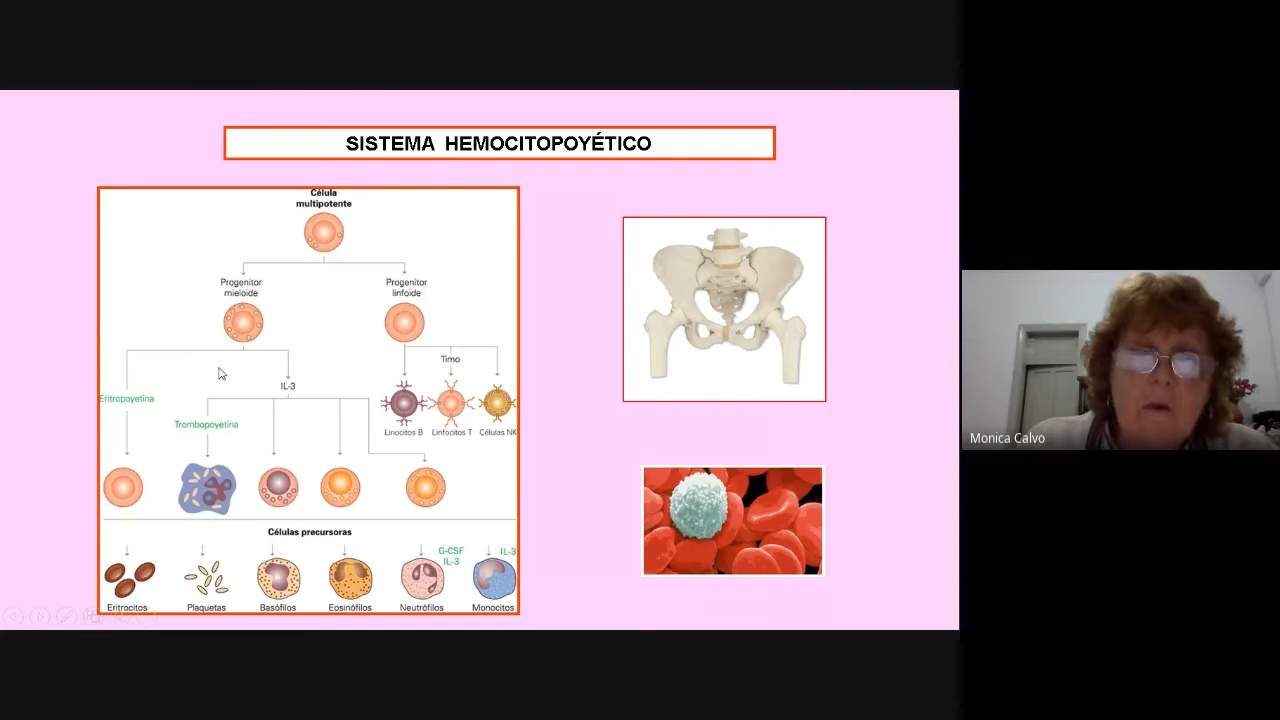 SISTEMA HEMOCITOPOYÉTICO
Célula
multipotente
Progenitor
mieloide
Progenitor
linfoide
Timo
IL-3
Eritropoyetina
Trombopoyetina
Linocitos B
Linfocitos T
Células NK
Células precursoras
G-CSF
IL-3
IL-3
Eritrocitos
Plaquetas
Basófilos
Eosinófilos
Neutrófilos
Monocitos
Monica Calvo